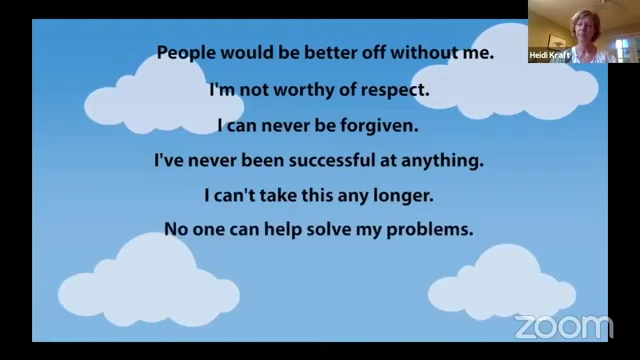 People would be better off without me.
Heidi Kraft
I'm not worthy of respect.
I can never be forgiven.
I've never been successful at anything.
I can't take this any longer.
No one can help solve my problems.
zoom